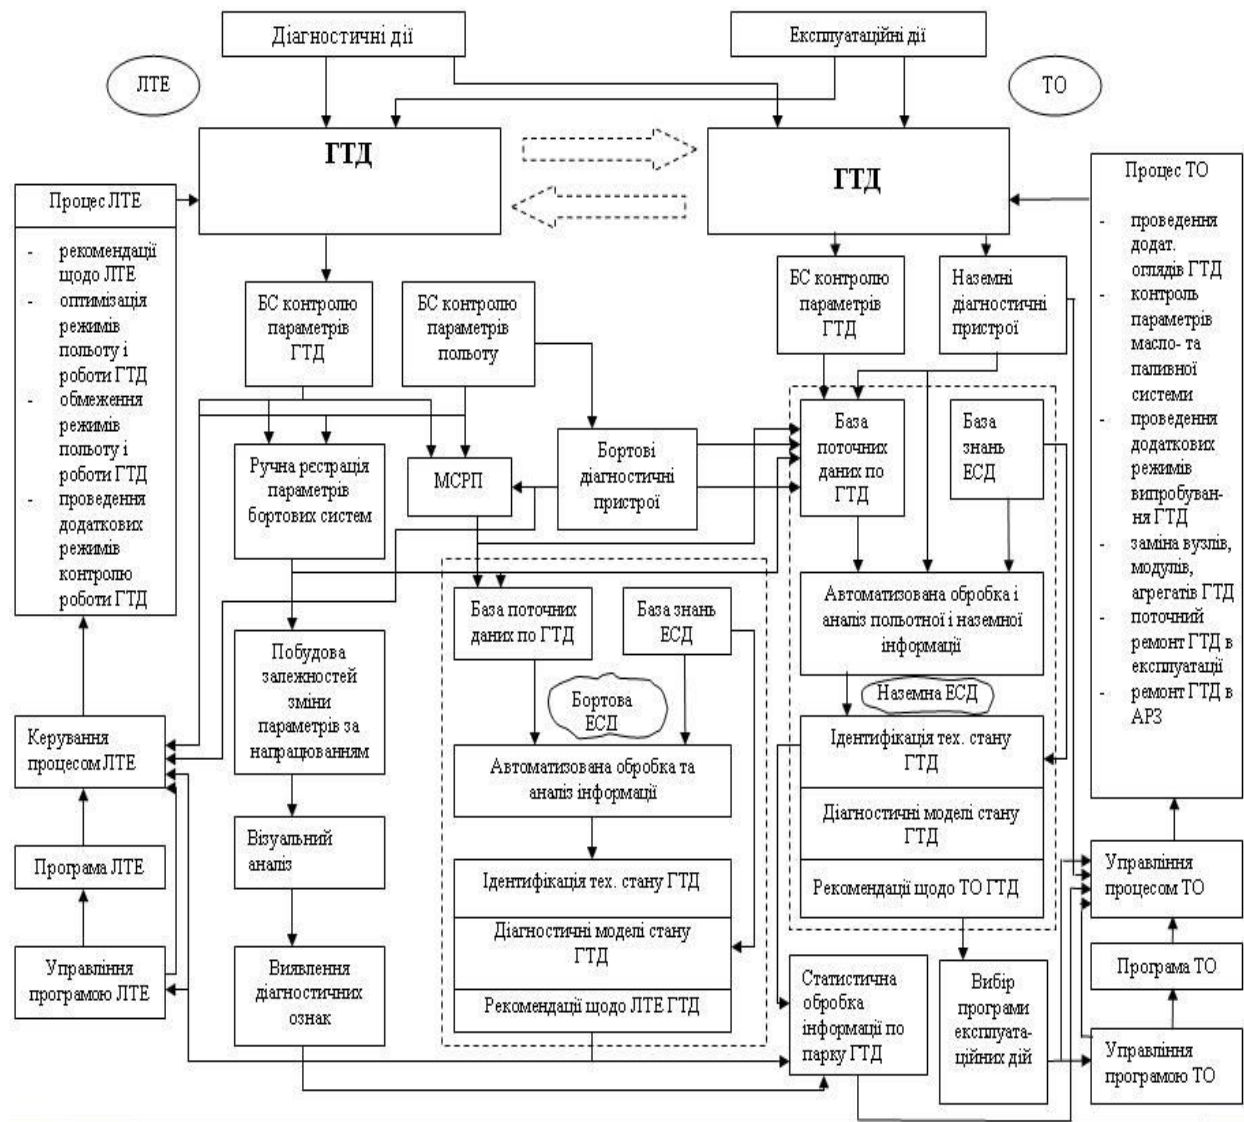 Діагностичні дії
Експлуатаційні дії
ЛТЕ
ТО
ГТД
ГТД
Процес ЛТЕ
- рекомендації
щодо ЛТЕ
- оптимізація
режимів
польоту і
роботи ГТД
- обмеження
режимів
польоту і
роботи ГТД
- проведення
додаткових
режимів
контролю
роботи ГТД
Процес ТО
- проведення
додат.
оглядів ГТД
- контроль
параметрів
масло- та
паливної
системи
- проведення
додаткових
режимів
випробуван-
ня ГТД
- заміна вузлів,
модулів,
агрегатів ГТД
- поточний
ремонт ГТД в
експлуатації
- ремонт ГТД в
АРЗ
БС контролю
параметрів
ГТД
БС контролю
параметрів
польоту
БС контролю
параметрів
ГТД
Наземні
діагностичні
пристрої
Ручна рєстрація
параметрів
бортових систем
МСРП
Бортові
діагностичні
пристрої
База
поточних
даних по
ГТД
База
знань ЕСД
База поточних
даних по ГТД
База знань
ЕСД
Автоматизована обробка і
аналіз польотної і наземної
інформації
Побудова
залежностей
зміни
параметрів за
напрацюванням
Бортова
ЕСД
Наземна ЕСД
Керування
процесом ЛТЕ
Автоматизована обробка та
аналіз інформації
Ідентифікація тех. стану
ГТД
Діагностичні моделі стану
ГТД
Рекомендації щодо ТО ГТД
Візуальний
аналіз
Програма ЛТЕ
Ідентифікація тех. стану ГТД
Діагностичні моделі стану
ГТД
Рекомендації щодо ЛТЕ ГТД
Управління
процесом ТО
Управління
програмою ЛТЕ
Виявлення
діагностичних
ознак
Статистична
обробка
інформації по
парку ГТД
Вибір
програми
експлуата-
ційних дій
Програма ТО
Управління
програмою ТО